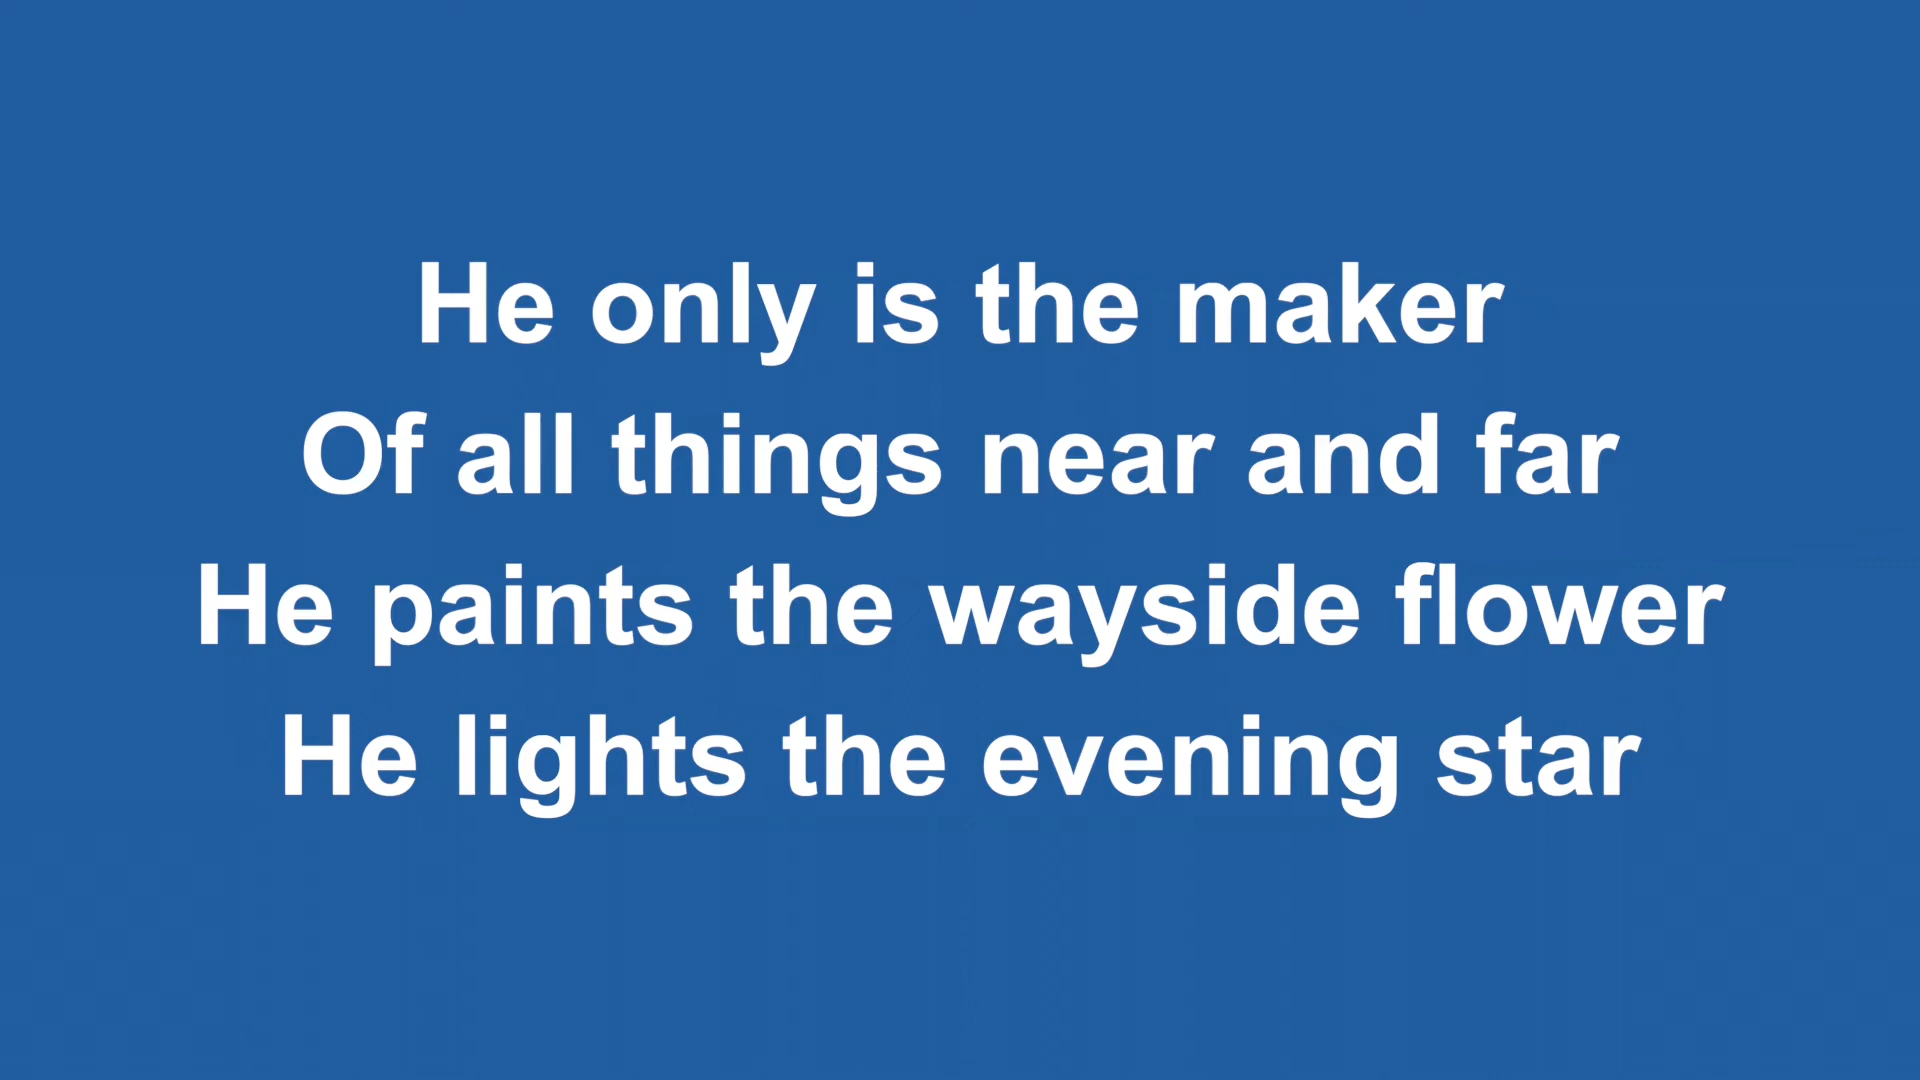 He only is the maker
Of all things near and far
He paints the wayside flower
He lights the evening star